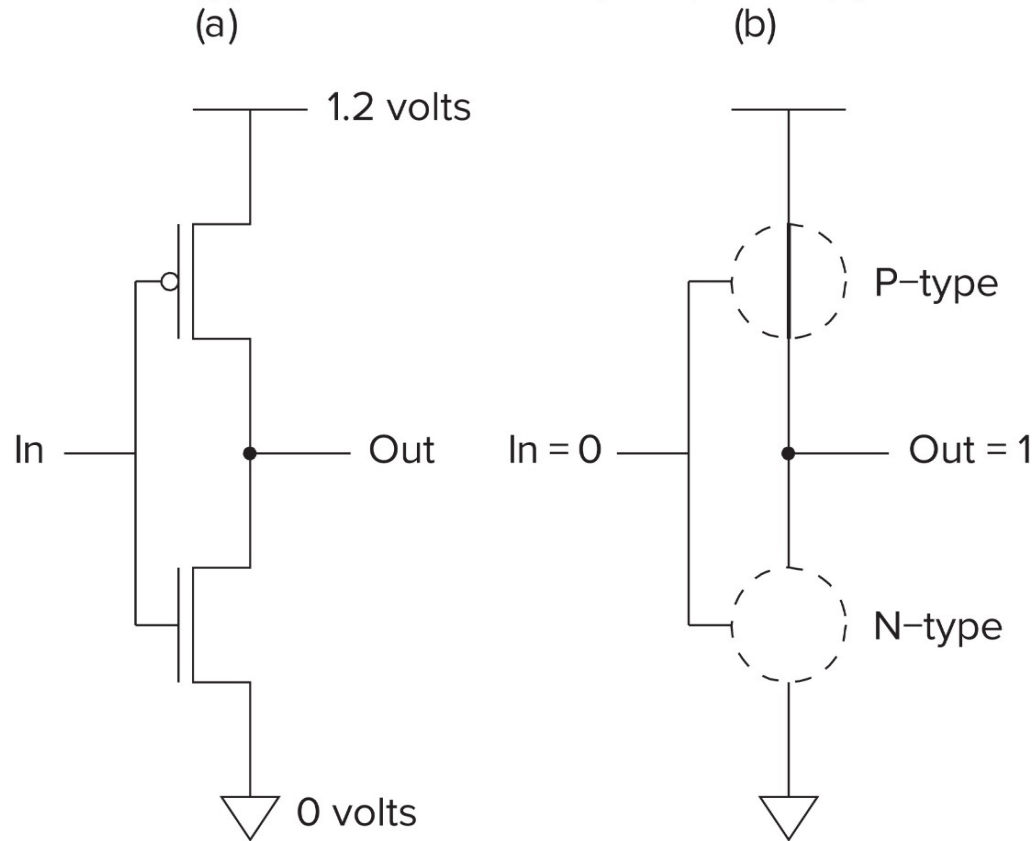 (a)
1.2 volts
In
Out
0 volts
(b)
P–type
In = 0
Out = 1
N–type